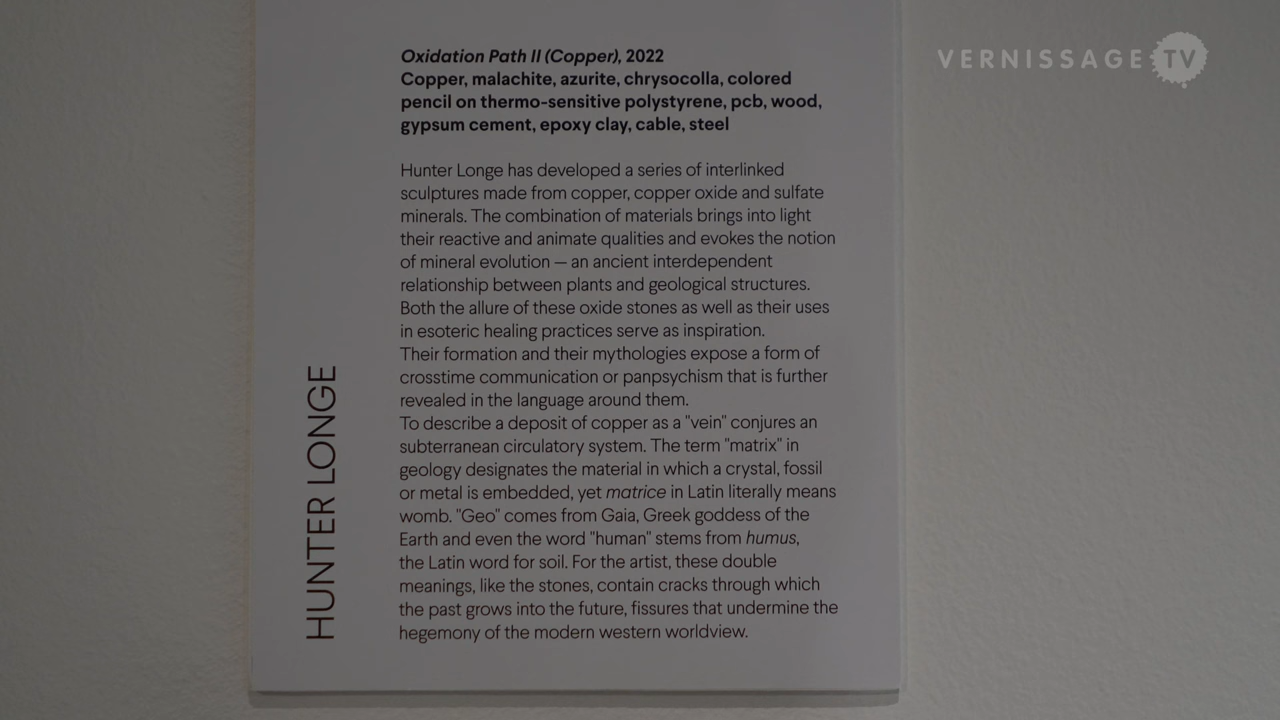 Oxidation Path II (Copper), 2022
Copper, malachite, azurite, chrysocolla, colored
pencil on thermo-sensitive polystyrene, pcb, wood,
gypsum cement, epoxy clay, cable, steel
Hunter Longe has developed a series of interlinked
sculptures made from copper, copper oxide and sulfate
minerals. The combination of materials brings into light
their reactive and animate qualities and evokes the notion
of mineral evolution — an ancient interdependent
relationship between plants and geological structures.
Both the allure of these oxide stones as well as their uses
in esoteric healing practices serve as inspiration.
Their formation and their mythologies expose a form of
crosstime communication or panpsychism that is further
revealed in the language around them.
To describe a deposit of copper as a "vein" conjures an
subterranean circulatory system. The term "matrix" in
geology designates the material in which a crystal, fossil
or metal is embedded, yet matrice in Latin literally means
womb. "Geo" comes from Gaia, Greek goddess of the
Earth and even the word "human" stems from humus,
the Latin word for soil. For the artist, these double
meanings, like the stones, contain cracks through which
the past grows into the future, fissures that undermine the
hegemony of the modern western worldview.
HUNTER LONGE
VERNISSAGE TV